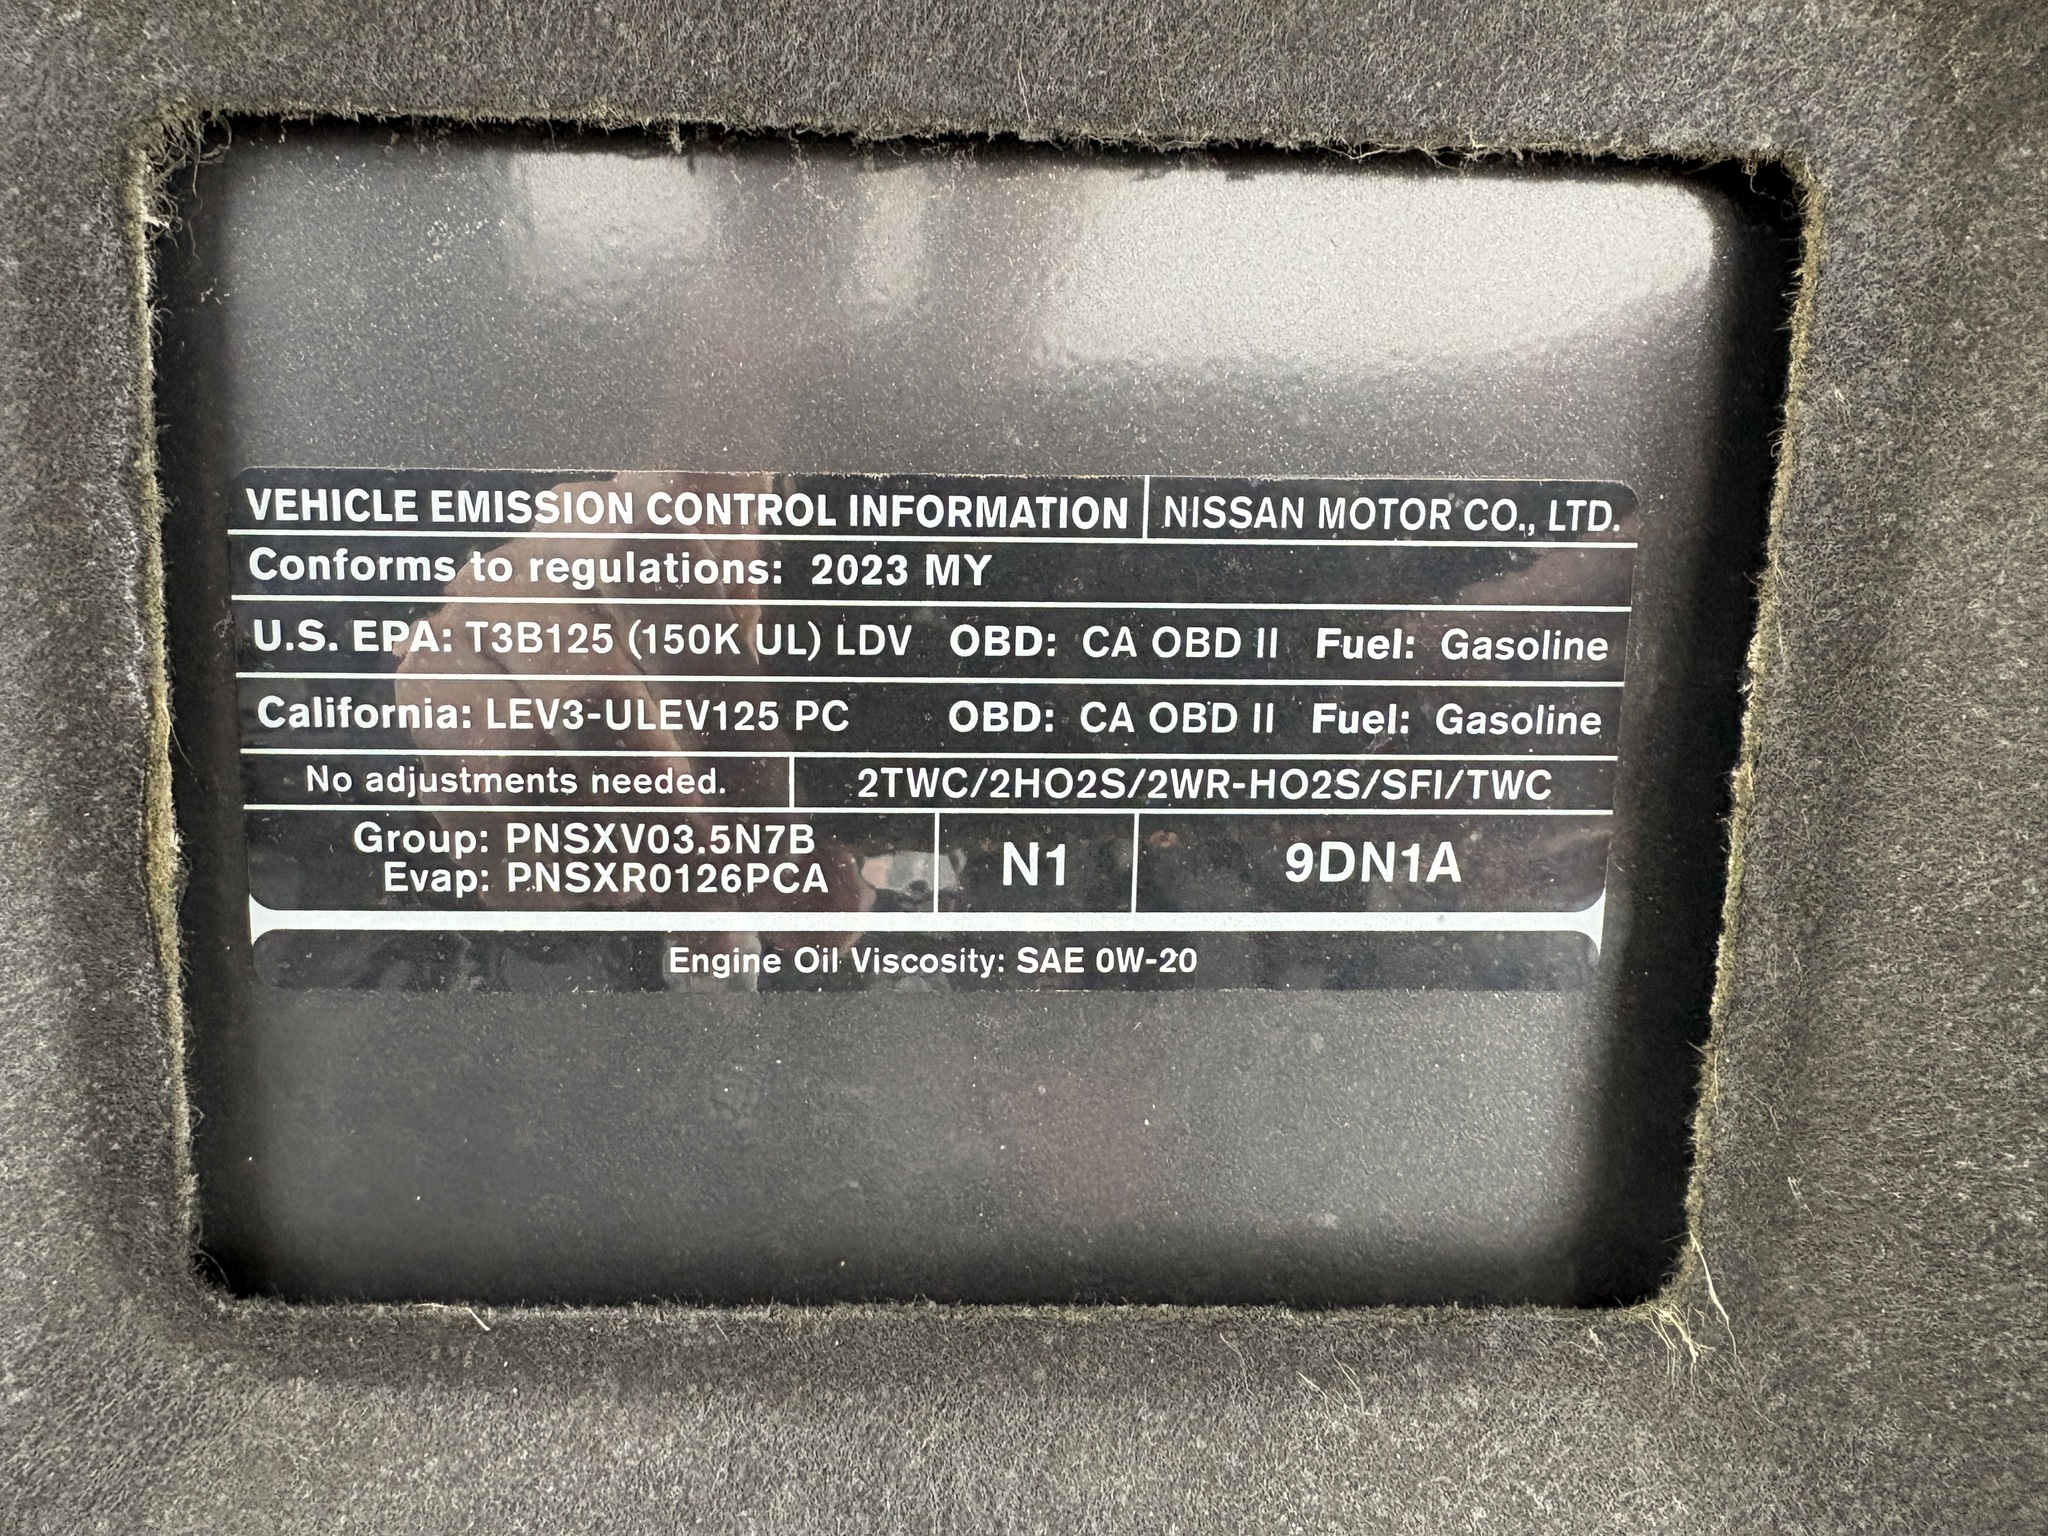 VEHICLE EMISSION CONTROL INFORMATION NISSAN MOTOR CO., LTD.
Conforms to regulations: 2023 MY
U.S. EPA: T3B125 (150K UL) LDV OBD: CA OBD II Fuel: Gasoline
California: LEV3-ULEV125 PC OBD: CA OBD II Fuel: Gasoline
No adjustments needed. 2TWC/2HO2S/2WR-HO2S/SFI/TWC
Group: PNSXV03.5N7B
Evap: PNSXR0126PCA
N1
9DN1A
Engine Oil Viscosity: SAE 0W-20